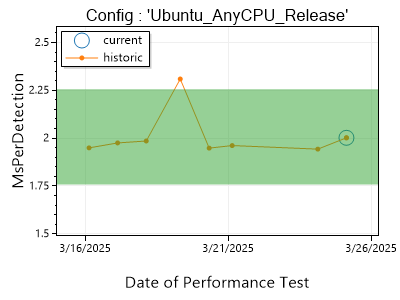 Config : 'Ubuntu_AnyCPU_Release'
current
historic
2.5
2.25
2
1.75
1.5
MsPerDetection
3/16/2025
3/21/2025
3/26/2025
Date of Performance Test